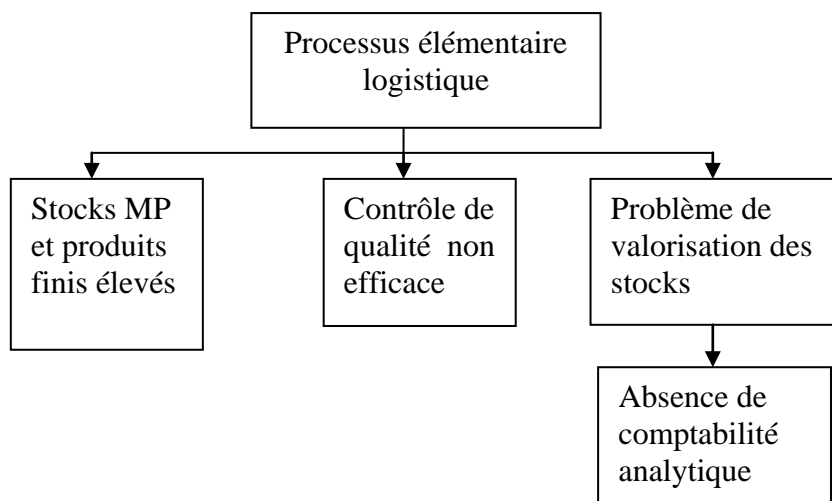 Processus élémentaire
logistique
Stocks MP
et produits
finis élevés
Contrôle de
qualité non
efficace
Problème de
valorisation des
stocks
Absence de
comptabilité
analytique